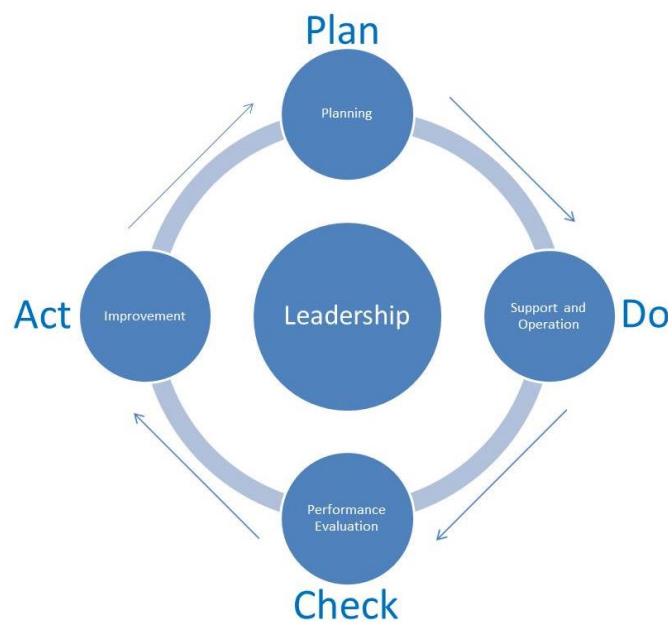 Plan
Planning
Act
Improvement
Leadership
Support and
Operation
Do
Performance
Evaluation
Check